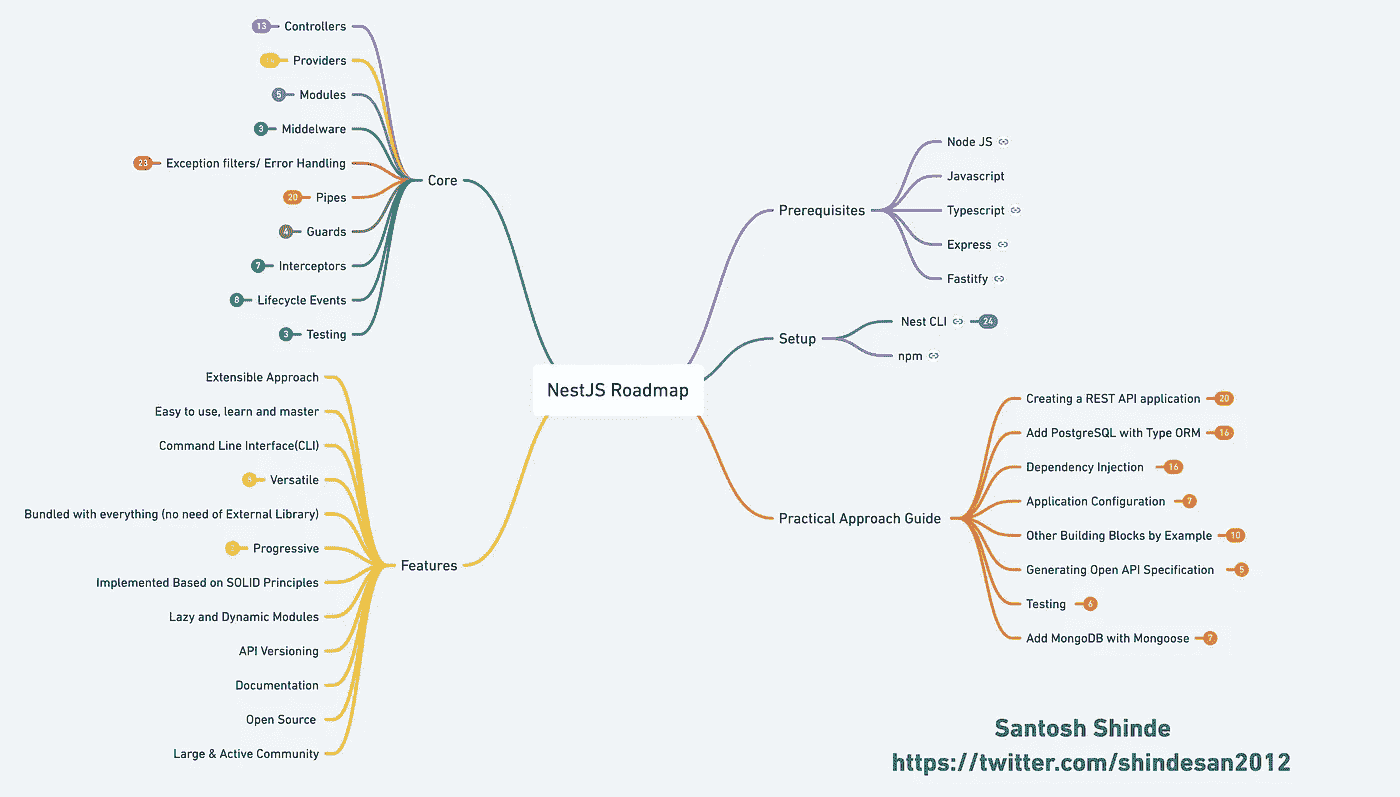 NestJS Roadmap
Core
13 Controllers
Providers
5 Modules
3 Middelware
23 Exception filters/ Error Handling
20 Pipes
4 Guards
7 Interceptors
Lifecycle Events
3 Testing
Features
Extensible Approach
Easy to use, learn and master
Command Line Interface(CLI)
Versatile
Bundled with everything (no need of External Library)
Progressive
Implemented Based on SOLID Principles
Lazy and Dynamic Modules
API Versioning
Documentation
Open Source
Large & Active Community
Prerequisites
Node JS
Javascript
Typescript
Express
Fastitfy
Setup
Nest CLI 24
npm
Practical Approach Guide
Creating a REST API application 20
Add PostgreSQL with Type ORM 16
Dependency Injection 16
Application Configuration 7
Other Building Blocks by Example 10
Generating Open API Specification 5
Testing 6
Add MongoDB with Mongoose 7
Santosh Shinde
https://twitter.com/shindesan2012